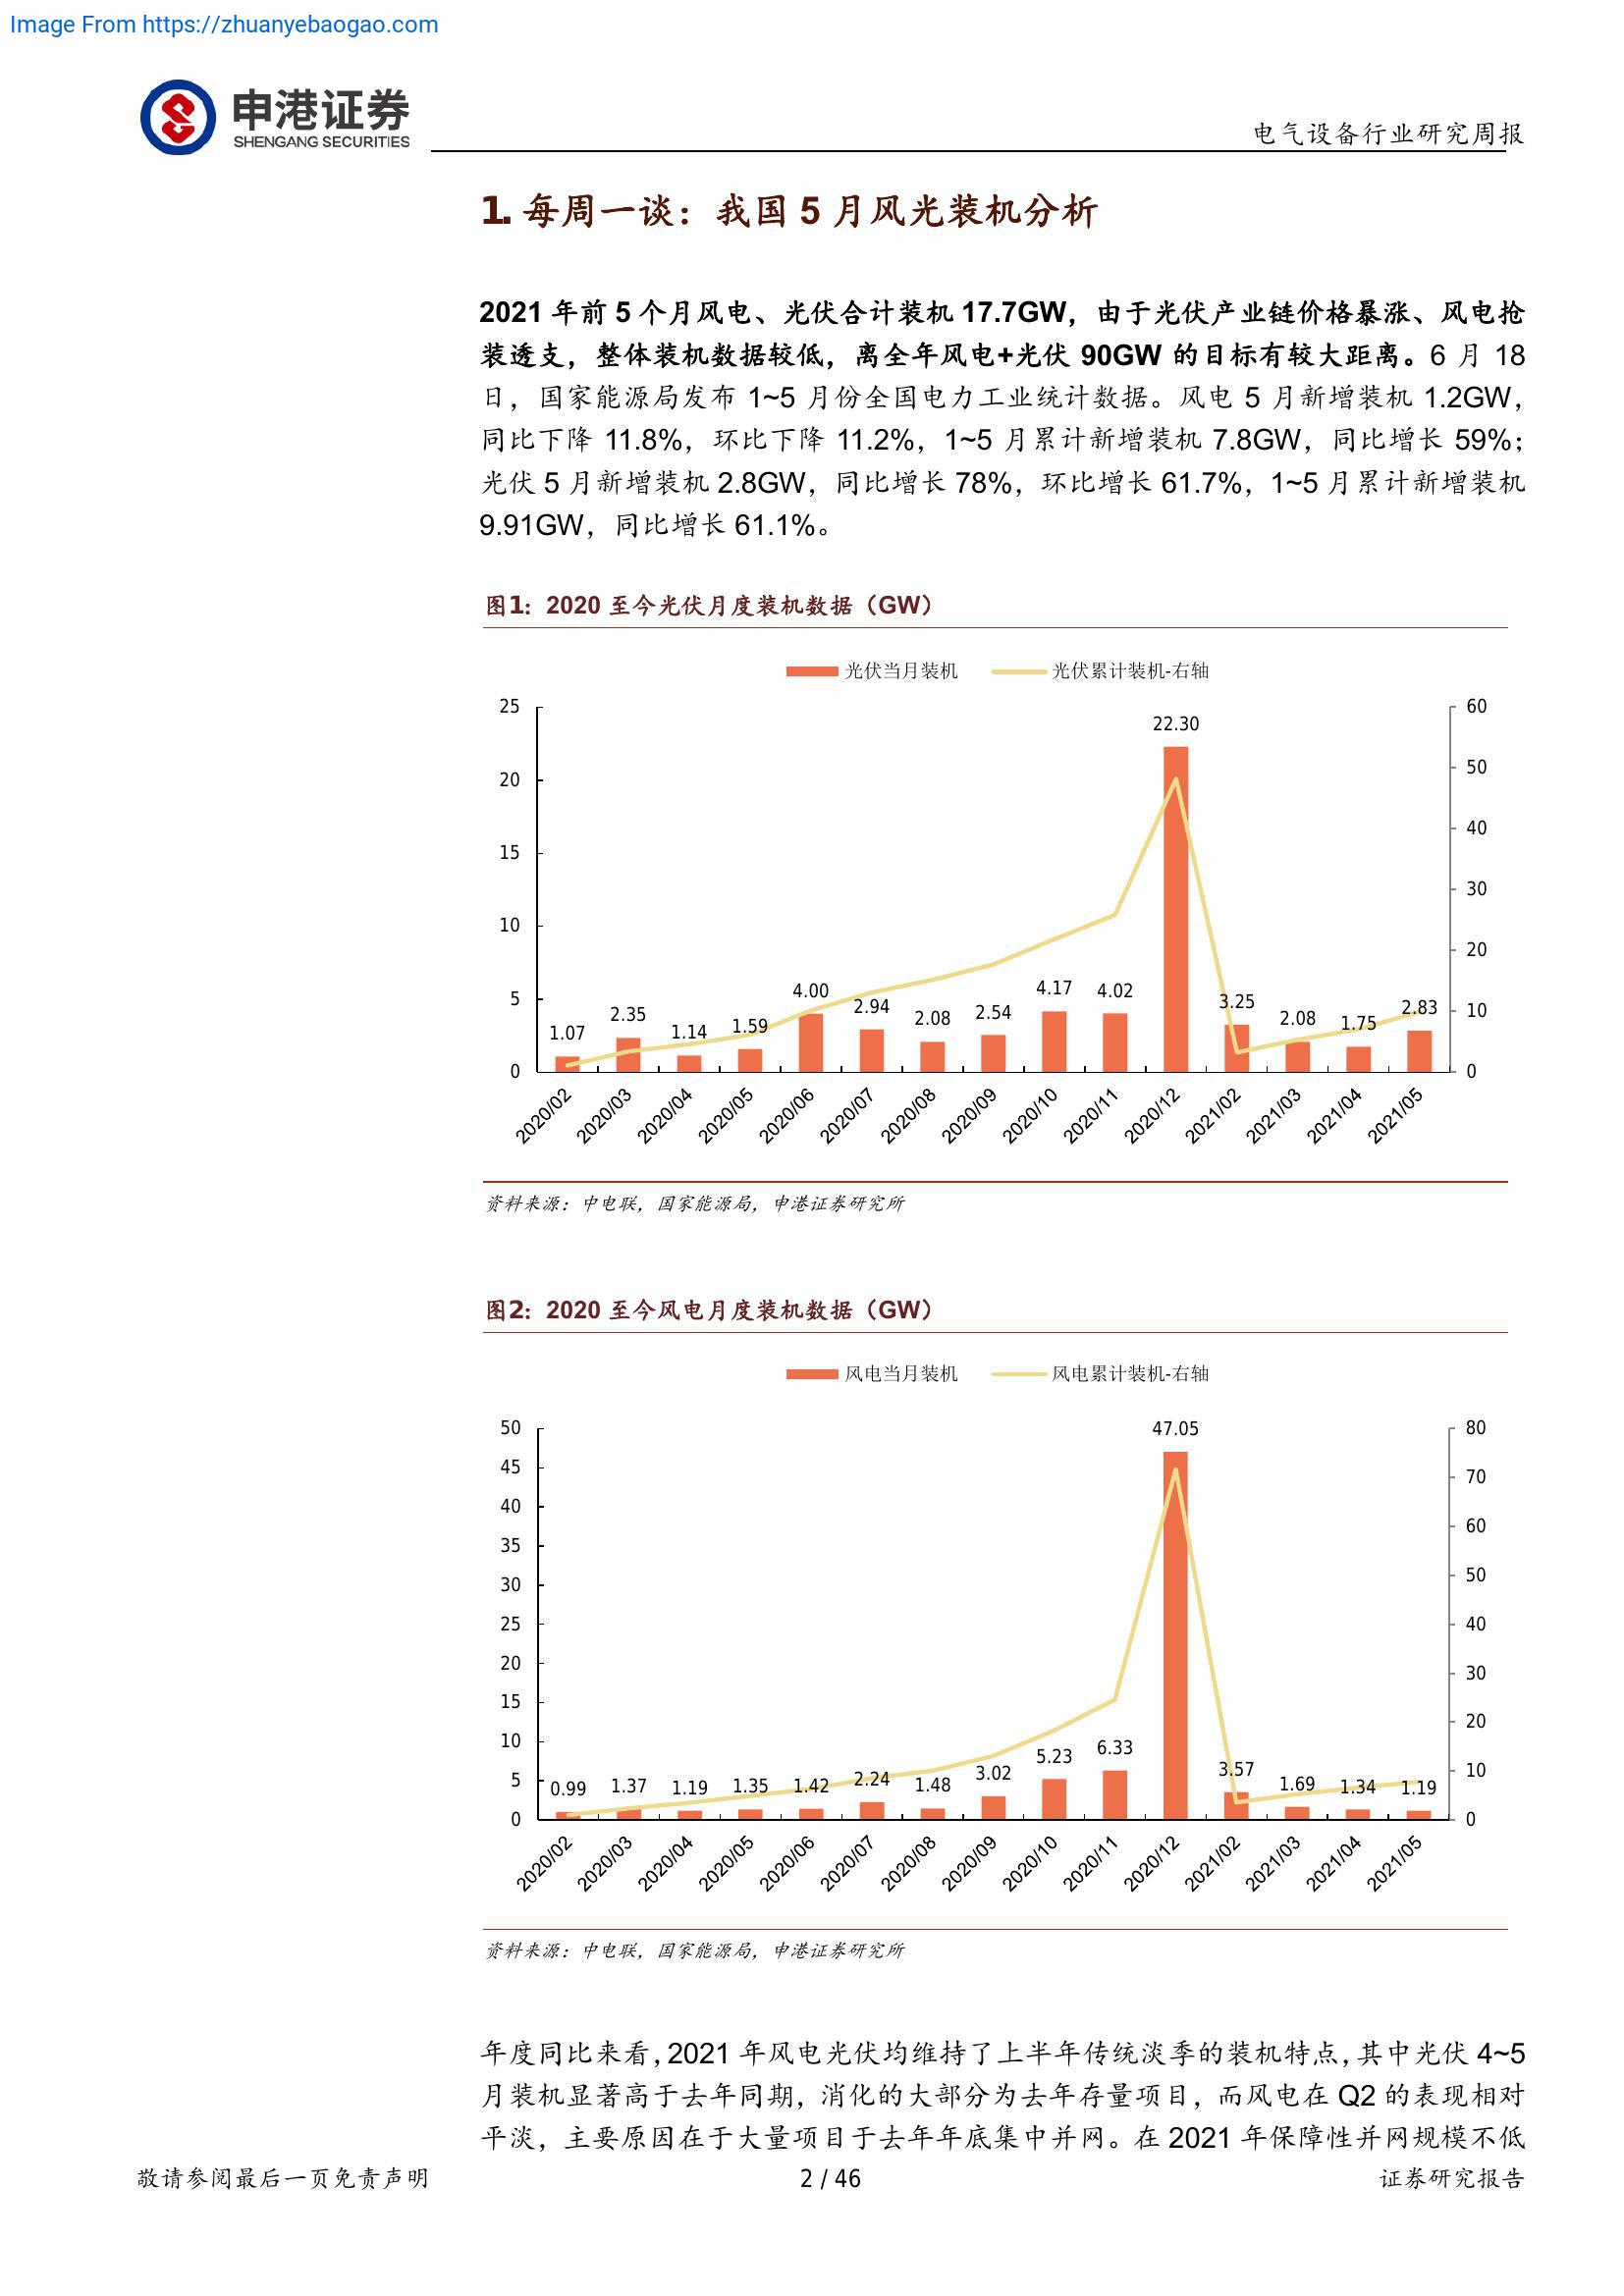 Image From https://zhuanyebaogao.com
申港证券
SHENGANG SECURITIES
电气设备行业研究周报
1. 每周一谈：我国 5 月风光装机分析
2021 年前 5 个月风电、光伏合计装机 17.7GW，由于光伏产业链价格暴涨、风电抢
装透支，整体装机数据较低，离全年风电+光伏 90GW 的目标有较大距离。6 月 18
日，国家能源局发布 1~5 月份全国电力工业统计数据。风电 5 月新增装机 1.2GW，
同比下降 11.8%，环比下降 11.2%，1~5 月累计新增装机 7.8GW，同比增长 59%；
光伏 5 月新增装机 2.8GW，同比增长 78%，环比增长 61.7%，1~5 月累计新增装机
9.91GW，同比增长 61.1%。
图1：2020 至今光伏月度装机数据（GW）
光伏当月装机 光伏累计装机-右轴
25 20 15 10 5 0
60 50 40 30 20 10 0
1.07 2.35 1.14 1.59 4.00 2.94 2.08 2.54 4.17 4.02 22.30 3.25 2.08 1.75 2.83
2020/02 2020/03 2020/04 2020/05 2020/06 2020/07 2020/08 2020/09 2020/10 2020/11 2020/12 2021/02 2021/03 2021/04 2021/05
资料来源：中电联，国家能源局，申港证券研究所
图2：2020 至今风电月度装机数据（GW）
风电当月装机 风电累计装机-右轴
50 45 40 35 30 25 20 15 10 5 0
80 70 60 50 40 30 20 10 0
0.99 1.37 1.19 1.35 1.42 2.24 1.48 3.02 5.23 6.33 47.05 3.57 1.69 1.34 1.19
2020/02 2020/03 2020/04 2020/05 2020/06 2020/07 2020/08 2020/09 2020/10 2020/11 2020/12 2021/02 2021/03 2021/04 2021/05
资料来源：中电联，国家能源局，申港证券研究所
年度同比来看，2021 年风电光伏均维持了上半年传统淡季的装机特点，其中光伏 4~5
月装机显著高于去年同期，消化的大部分为去年存量项目，而风电在 Q2 的表现相对
平淡，主要原因在于大量项目于去年年底集中并网。在 2021 年保障性并网规模不低
敬请参阅最后一页免责声明
2 / 46
证券研究报告